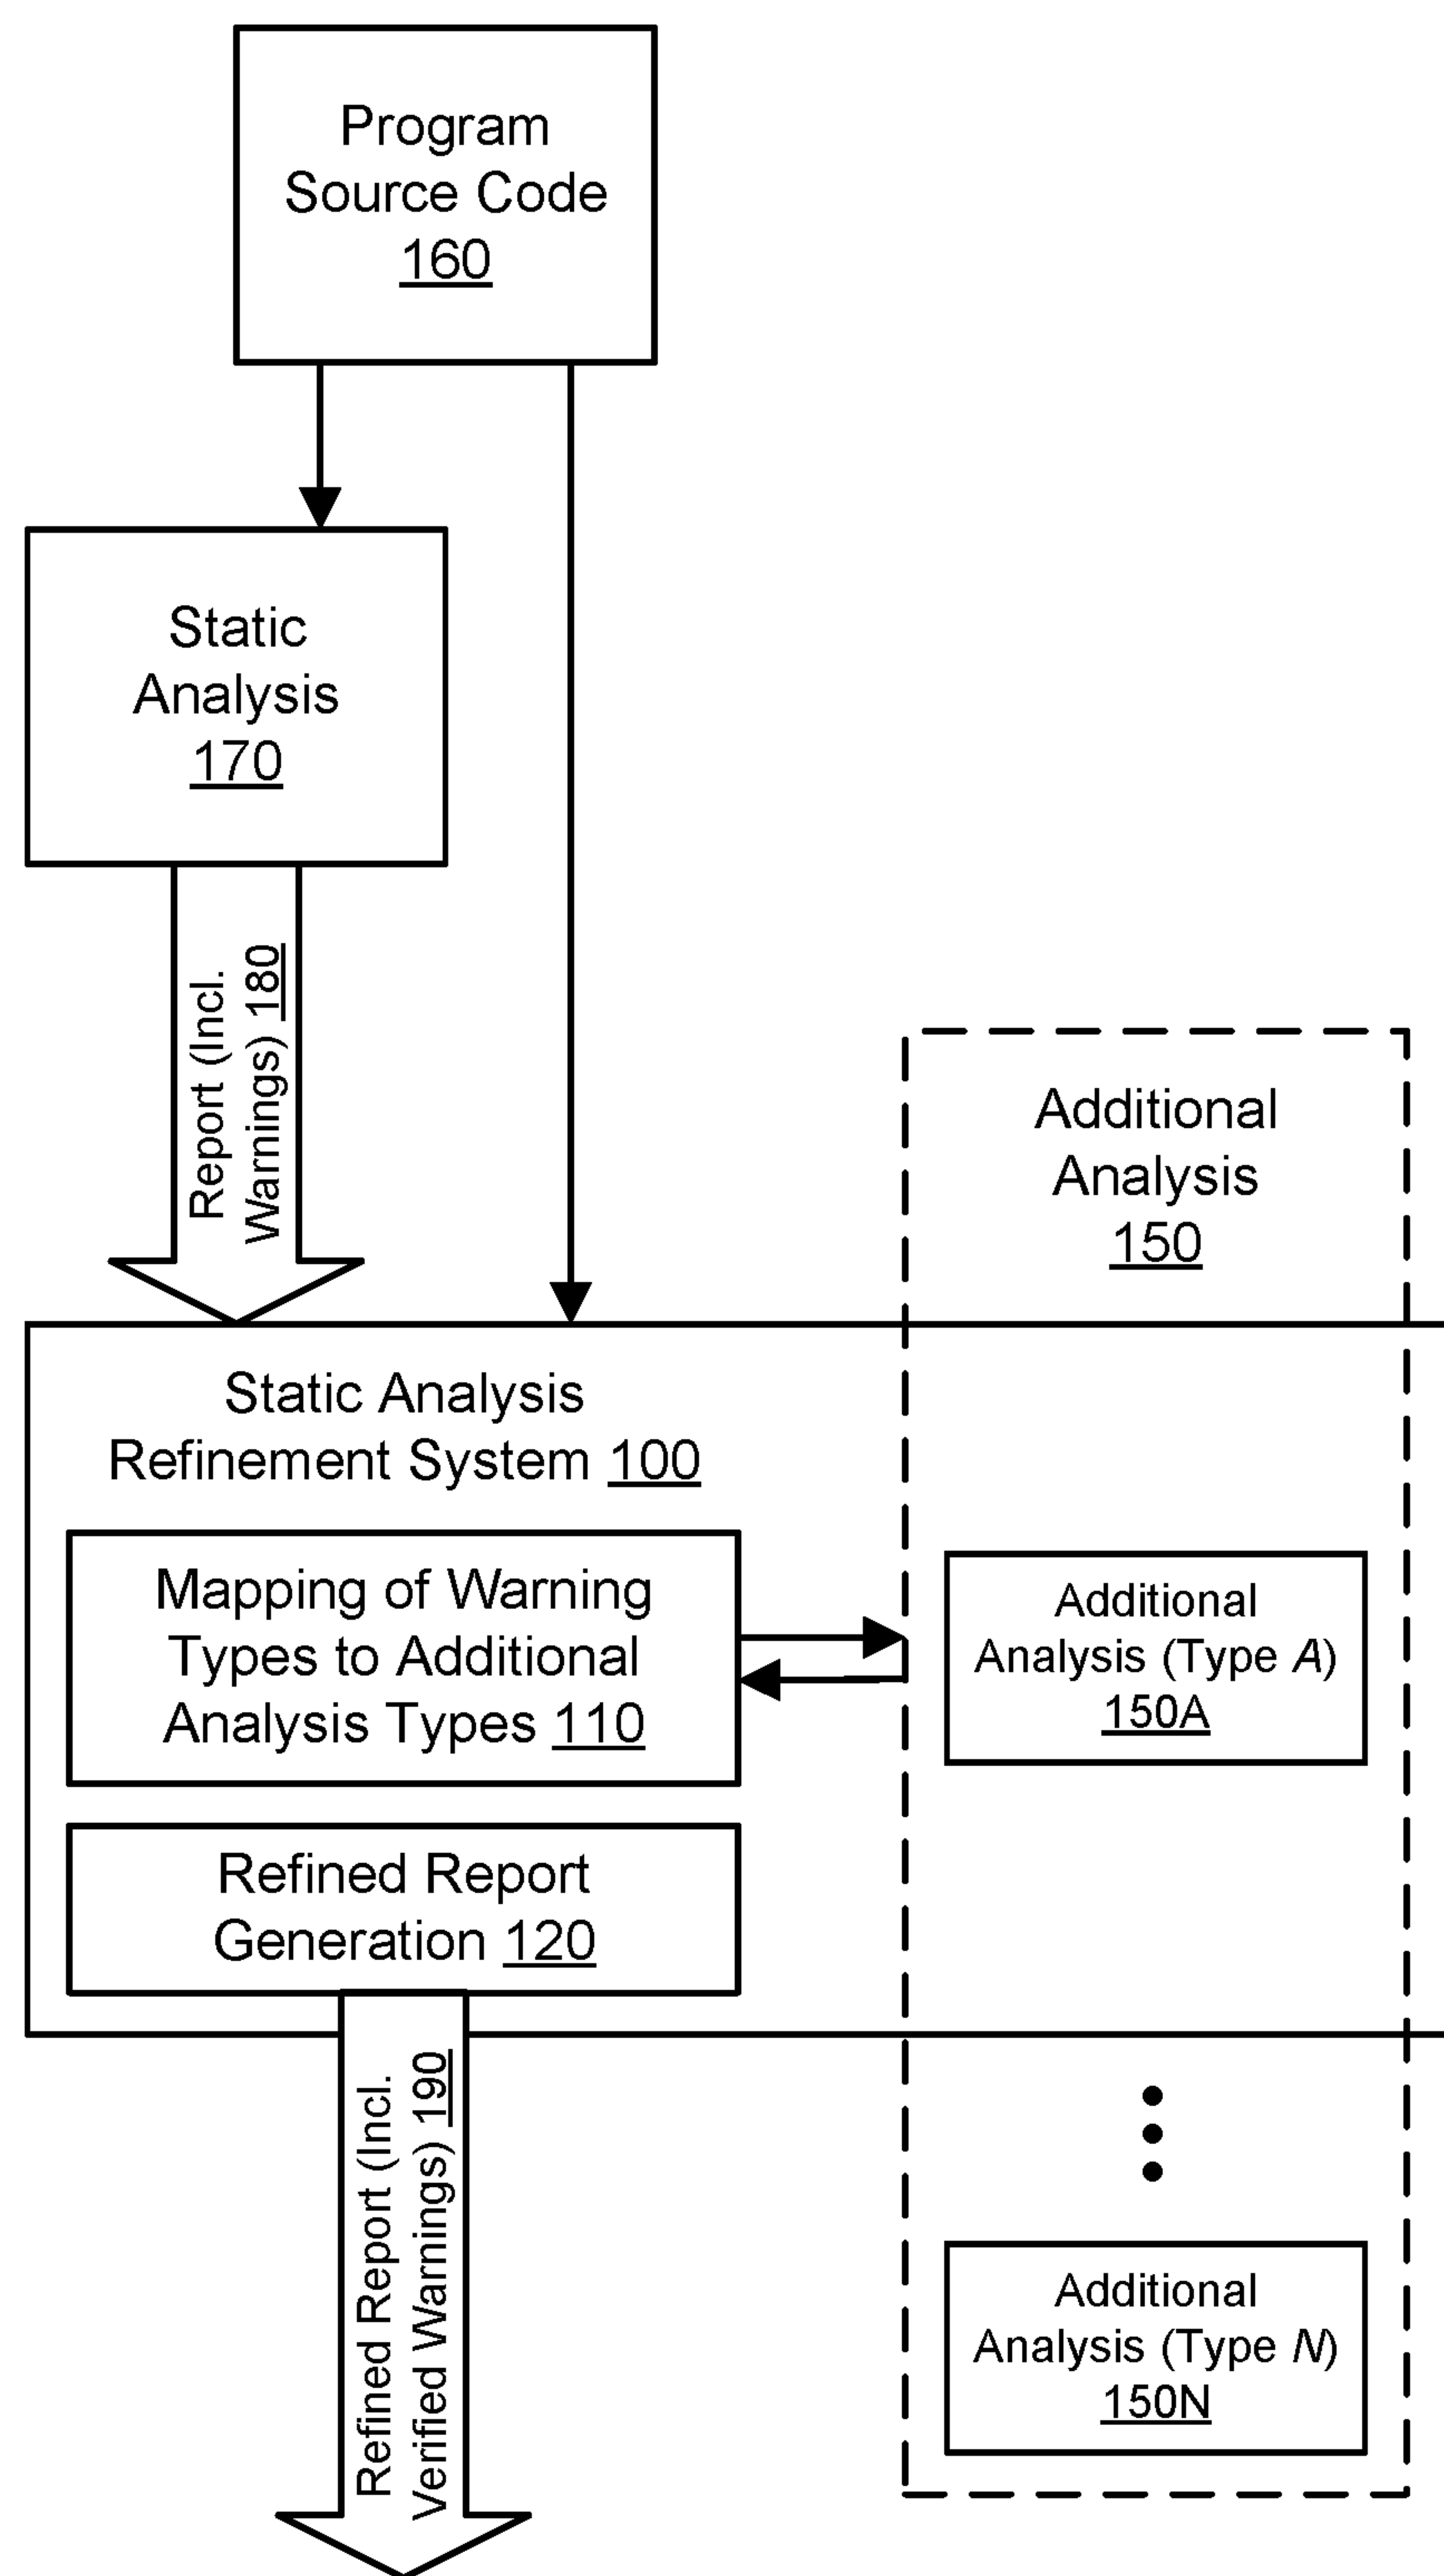 Program
Source Code
160
Static
Analysis
170
Report (Incl.
Warnings) 180
Additional
Analysis
150
Static Analysis
Refinement System 100
Mapping of Warning
Types to Additional
Analysis Types 110
Additional
Analysis (Type A)
150A
Refined Report
Generation 120
Refined Report (Incl.
Verified Warnings) 190
Additional
Analysis (Type N)
150N